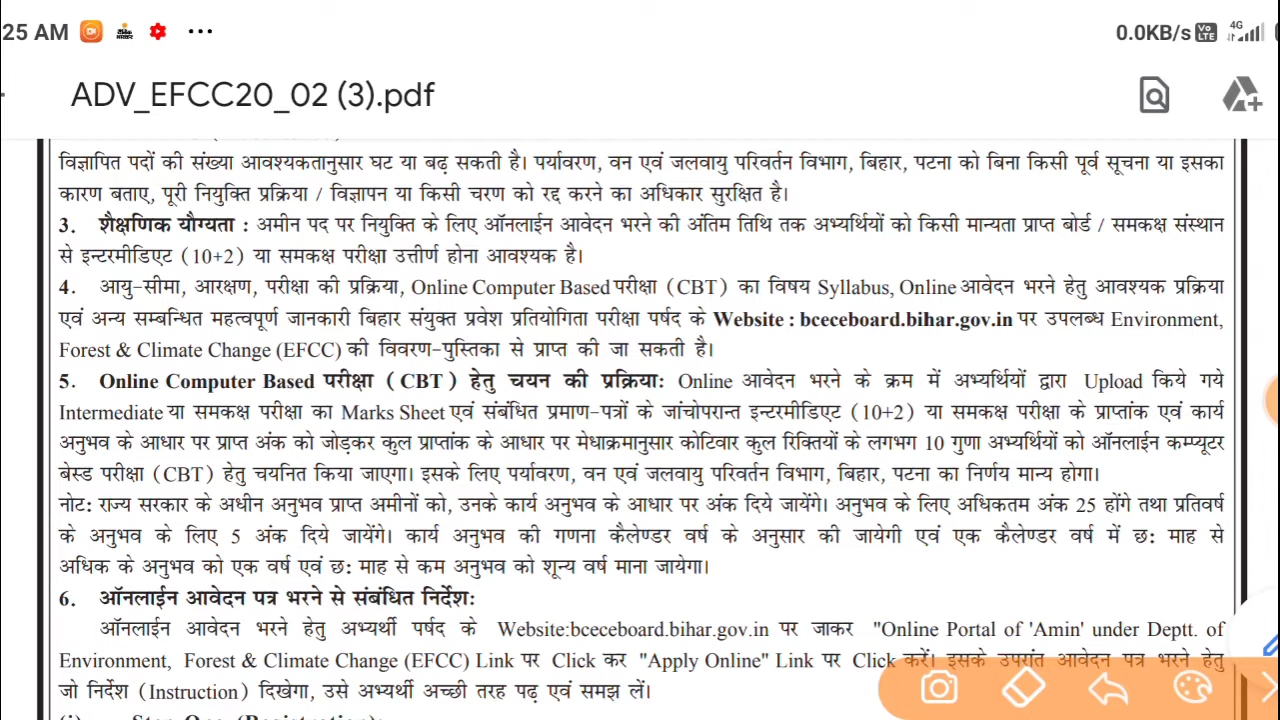 25 AM
0.0KB/s Vo LTE 4G
ADV_EFCC20_02 (3).pdf
विज्ञापित पदों की संख्या आवश्यकतानुसार घट या बढ़ सकती है। पर्यावरण, वन एवं जलवायु परिवर्तन विभाग, बिहार, पटना को बिना किसी पूर्व सूचना या इसका
कारण बताए, पूरी नियुक्ति प्रक्रिया / विज्ञापन या किसी चरण को रद्द करने का अधिकार सुरक्षित है।
3. शैक्षणिक यौग्यता : अमीन पद पर नियुक्ति के लिए ऑनलाईन आवेदन भरने की अंतिम तिथि तक अभ्यर्थियों को किसी मान्यता प्राप्त बोर्ड / समकक्ष संस्थान
से इन्टरमीडिएट (10+2) या समकक्ष परीक्षा उत्तीर्ण होना आवश्यक है।
4. आयु-सीमा, आरक्षण, परीक्षा की प्रक्रिया, Online Computer Based परीक्षा (CBT) का विषय Syllabus, Online आवेदन भरने हेतु आवश्यक प्रक्रिया
एवं अन्य सम्बन्धित महत्वपूर्ण जानकारी बिहार संयुक्त प्रवेश प्रतियोगिता परीक्षा पर्षद के Website : bceceboard.bihar.gov.in पर उपलब्ध Environment,
Forest & Climate Change (EFCC) की विवरण-पुस्तिका से प्राप्त की जा सकती है।
5. Online Computer Based परीक्षा (CBT) हेतु चयन की प्रक्रिया: Online आवेदन भरने के क्रम में अभ्यर्थियों द्वारा Upload किये गये
Intermediate या समकक्ष परीक्षा का Marks Sheet एवं संबंधित प्रमाण-पत्रों के जांचोपरान्त इन्टरमीडिएट (10+2) या समकक्ष परीक्षा के प्राप्तांक एवं कार्य
अनुभव के आधार पर प्राप्त अंक को जोड़कर कुल प्राप्तांक के आधार पर मेधाक्रमानुसार कोटिवार कुल रिक्तियों के लगभग 10 गुणा अभ्यर्थियों को ऑनलाईन कम्प्यूटर
बेस्ड परीक्षा (CBT) हेतु चयनित किया जाएगा। इसके लिए पर्यावरण, वन एवं जलवायु परिवर्तन विभाग, बिहार, पटना का निर्णय मान्य होगा।
नोट: राज्य सरकार के अधीन अनुभव प्राप्त अमीनों को, उनके कार्य अनुभव के आधार पर अंक दिये जायेंगे। अनुभव के लिए अधिकतम अंक 25 होंगे तथा प्रतिवर्ष
के अनुभव के लिए 5 अंक दिये जायेंगे। कार्य अनुभव की गणना कैलेण्डर वर्ष के अनुसार की जायेगी एवं एक कैलेण्डर वर्ष में छ: माह से
अधिक के अनुभव को एक वर्ष एवं छ: माह से कम अनुभव को शून्य वर्ष माना जायेगा।
6. ऑनलाईन आवेदन पत्र भरने से संबंधित निर्देश:
ऑनलाईन आवेदन भरने हेतु अभ्यर्थी पर्षद के Website:bceceboard.bihar.gov.in पर जाकर "Online Portal of 'Amin' under Deptt. of
Environment, Forest & Climate Change (EFCC) Link पर Click कर "Apply Online" Link पर Click करें। इसके उपरांत आवेदन पत्र भरने हेतु
जो निर्देश (Instruction) दिखेगा, उसे अभ्यर्थी अच्छी तरह पढ़ एवं समझ लें।
(i) Step One (Registration):